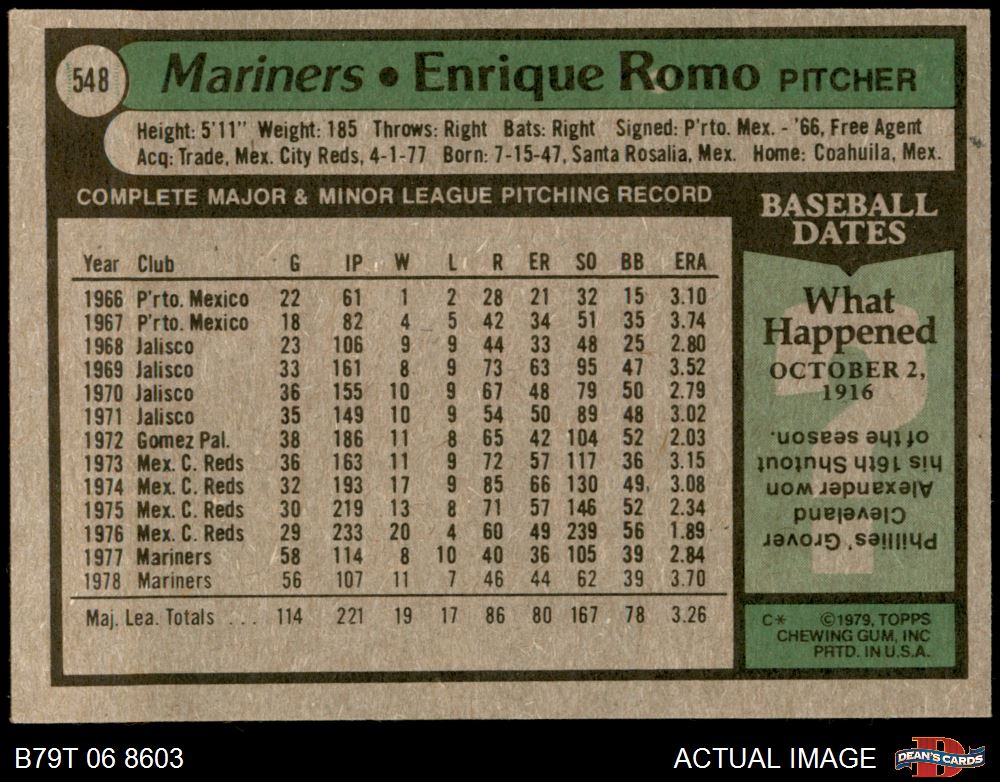 548
Mariners • Enrique Romo PITCHER
Height: 5'11" Weight: 185 Throws: Right Bats: Right Signed: P'rto. Mex. - '66, Free Agent
Acq: Trade, Mex. City Reds, 4-1-77 Born: 7-15-47, Santa Rosalia, Mex. Home: Coahuila, Mex.
COMPLETE MAJOR & MINOR LEAGUE PITCHING RECORD
Year Club G IP W L R ER SO BB ERA
1966 P'rto. Mexico 22 61 1 2 28 21 32 15 3.10
1967 P'rto. Mexico 18 82 4 5 42 34 51 35 3.74
1968 Jalisco 23 106 9 9 44 33 48 25 2.80
1969 Jalisco 33 161 8 9 73 63 95 47 3.52
1970 Jalisco 36 155 10 9 67 48 79 50 2.79
1971 Jalisco 35 149 10 9 54 50 89 48 3.02
1972 Gomez Pal. 38 186 11 8 65 42 104 52 2.03
1973 Mex. C. Reds 36 163 11 9 72 57 117 36 3.15
1974 Mex. C. Reds 32 193 17 9 85 66 130 49 3.08
1975 Mex. C. Reds 30 219 13 8 71 57 146 52 2.34
1976 Mex. C. Reds 29 233 20 4 60 49 239 56 1.89
1977 Mariners 58 114 8 10 40 36 105 39 2.84
1978 Mariners 56 107 11 7 46 44 62 39 3.70
Maj. Lea. Totals ... 114 221 19 17 86 80 167 78 3.26
BASEBALL
DATES
What
Happened
OCTOBER 2,
1916
Phillies' Grover
Cleveland
Alexander won
his 16th Shutout
of the season.
C* ©1979, TOPPS
CHEWING GUM, INC
PRTD. IN U.S.A.
B79T 06 8603
ACTUAL IMAGE
D
DEAN'S CARDS